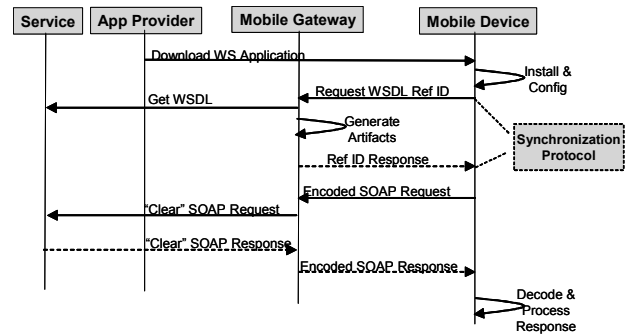 Service
App Provider
Mobile Gateway
Mobile Device
Download WS Application
Install &
Config
Request WSDL Ref ID
Get WSDL
Generate
Artifacts
Synchronization
Protocol
Ref ID Response
Encoded SOAP Request
“Clear” SOAP Request
“Clear” SOAP Response
Encoded SOAP Response
Decode &
Process
Response